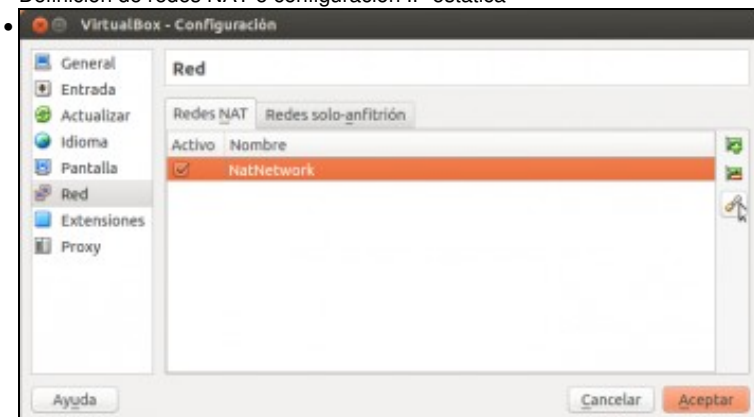 Definición de redes NAT e configuración IP estática
VirtualBox - Configuración
General
Entrada
Actualizar
Idioma
Pantalla
Red
Extensiones
Proxy
Red
Redes NAT Redes solo-anfitrión
Activo Nombre
NatNetwork
Ayuda Cancelar Aceptar